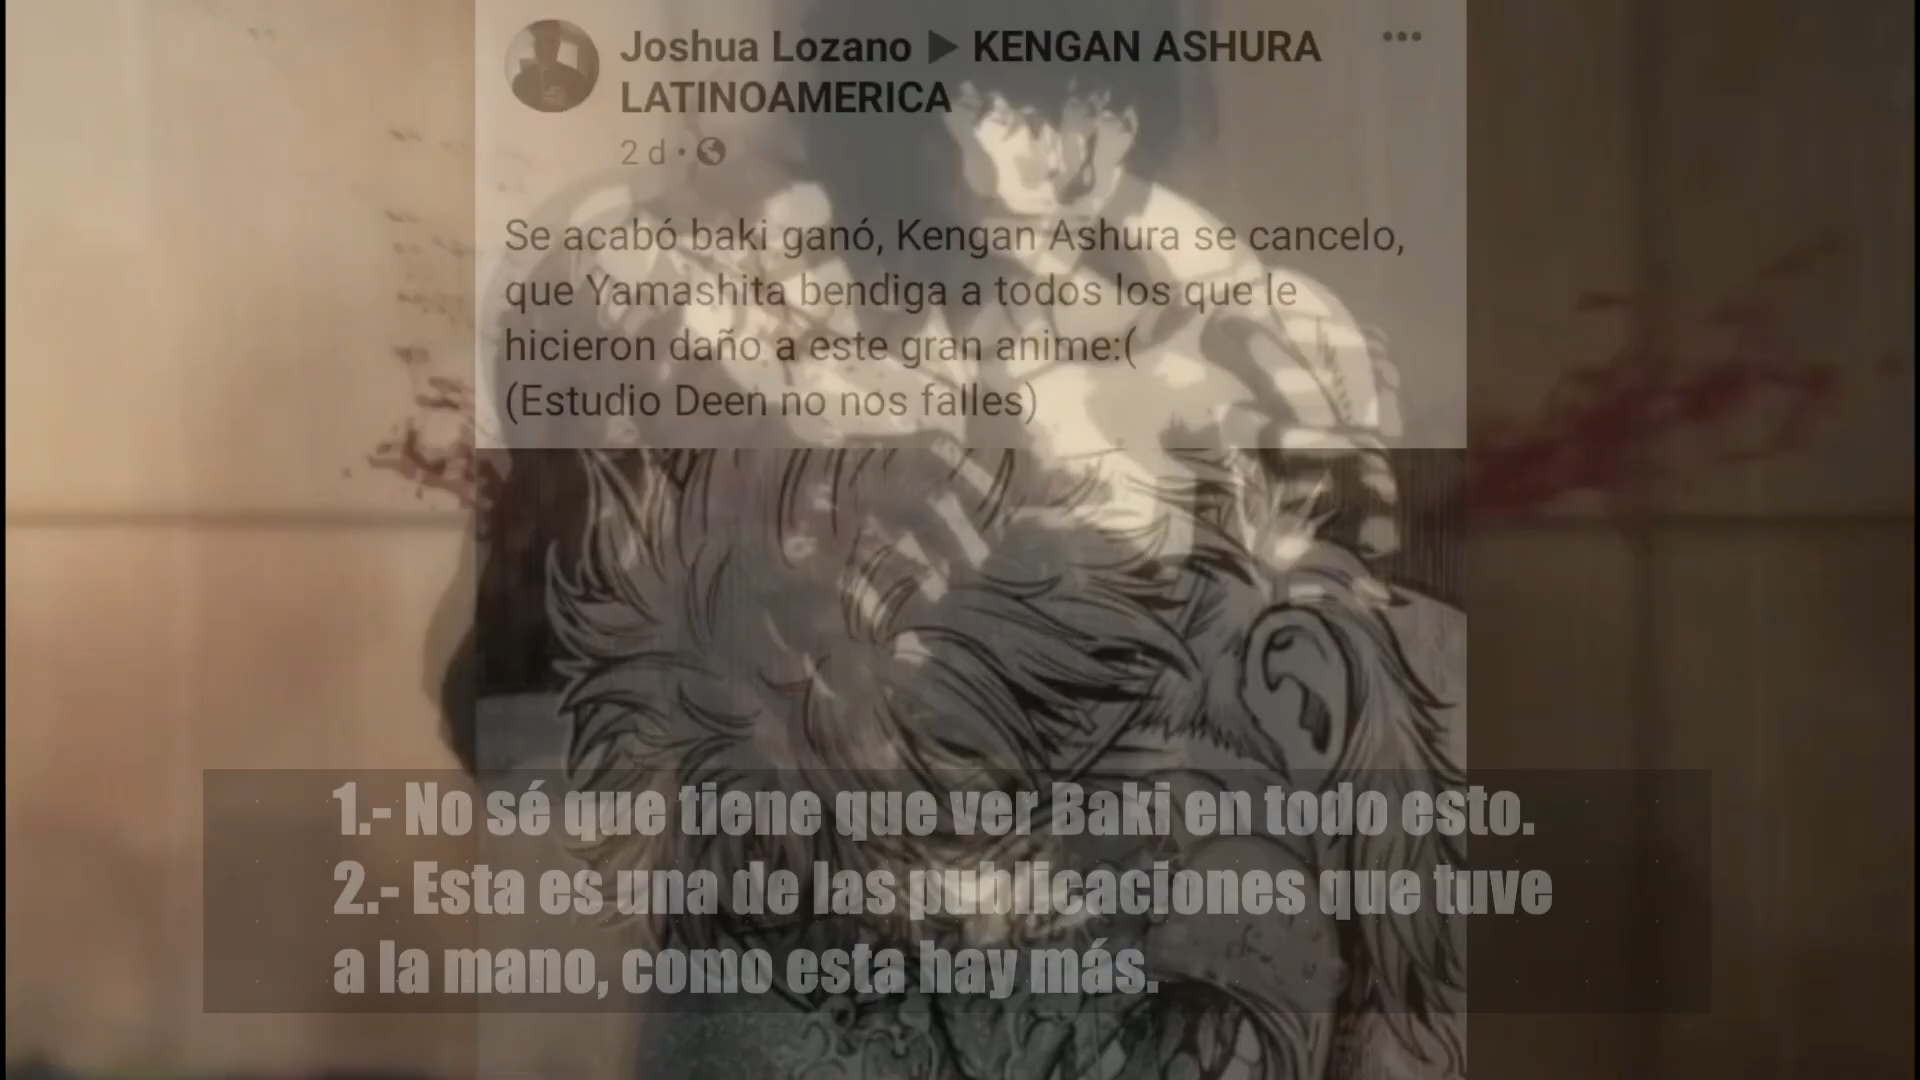 Joshua Lozano ▶ KENGAN ASHURA
LATINOAMERICA
2 d •
Se acabó baki ganó, Kengan Ashura se cancelo,
que Yamashita bendiga a todos los que le
hicieron daño a este gran anime:(
(Estudio Deen no nos falles)
1.- No sé que tiene que ver Baki en todo esto.
2.- Esta es una de las publicaciones que tuve
a la mano, como esta hay más.